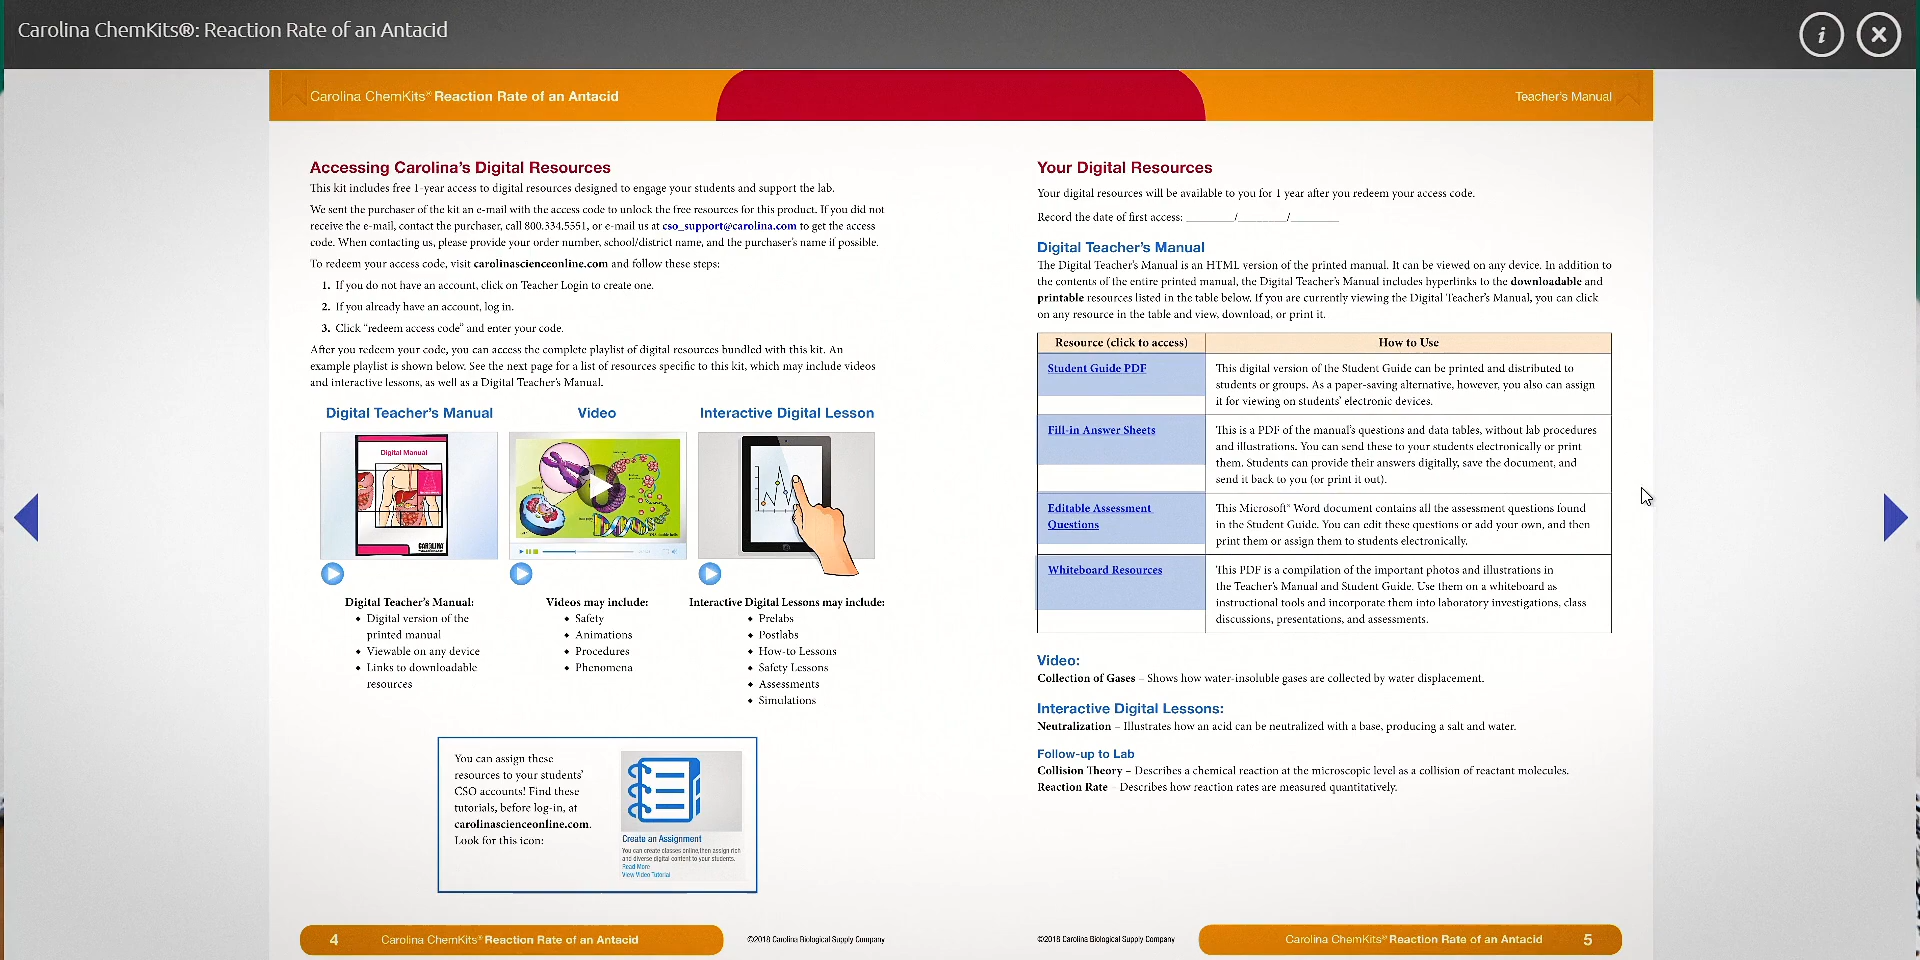 Carolina ChemKits®: Reaction Rate of an Antacid
i
Carolina ChemKits® Reaction Rate of an Antacid
Teacher's Manual
Accessing Carolina's Digital Resources
This kit includes free 1-year access to digital resources designed to engage your students and support the lab.
We sent the purchaser of the kit an e-mail with the access code to unlock the free resources for this product. If you did not
receive the e-mail, contact the purchaser, call 800.334.5551, or e-mail us at cso_support@carolina.com to get the access
code. When contacting us, please provide your order number, school/district name, and the purchaser's name if possible.
To redeem your access code, visit carolinascienceonline.com and follow these steps:
1. If you do not have an account, click on Teacher Login to create one.
2. If you already have an account, log in.
3. Click "redeem access code" and enter your code.
After you redeem your code, you can access the complete playlist of digital resources bundled with this kit. An
example playlist is shown below. See the next page for a list of resources specific to this kit, which may include videos
and interactive lessons, as well as a Digital Teacher's Manual.
Digital Teacher's Manual
Video
Interactive Digital Lesson
Digital Manual
CAROLINA
Digital Teacher's Manual:
• Digital version of the
printed manual
• Viewable on any device
• Links to downloadable
resources
Videos may include:
• Safety
• Animations
• Procedures
• Phenomena
Interactive Digital Lessons may include:
• Prelabs
• Postlabs
• How-to Lessons
• Safety Lessons
• Assessments
• Simulations
You can assign these
resources to your students'
CSO accounts! Find these
tutorials, before log-in, at
carolinascienceonline.com.
Look for this icon:
Create an Assignment
You can create classes online,then assign rich
and diverse digital content to your students.
Read More
View Video Tutorial
4 Carolina ChemKits® Reaction Rate of an Antacid
©2018 Carolina Biological Supply Company
Your Digital Resources
Your digital resources will be available to you for 1 year after you redeem your access code.
Record the date of first access: ________/________/________
Digital Teacher's Manual
The Digital Teacher's Manual is an HTML version of the printed manual. It can be viewed on any device. In addition to
the contents of the entire printed manual, the Digital Teacher's Manual includes hyperlinks to the downloadable and
printable resources listed in the table below. If you are currently viewing the Digital Teacher's Manual, you can click
on any resource in the table and view, download, or print it.
Resource (click to access)
How to Use
Student Guide PDF
This digital version of the Student Guide can be printed and distributed to
students or groups. As a paper-saving alternative, however, you also can assign
it for viewing on students' electronic devices.
Fill-in Answer Sheets
This is a PDF of the manual's questions and data tables, without lab procedures
and illustrations. You can send these to your students electronically or print
them. Students can provide their answers digitally, save the document, and
send it back to you (or print it out).
Editable Assessment
Questions
This Microsoft® Word document contains all the assessment questions found
in the Student Guide. You can edit these questions or add your own, and then
print them or assign them to students electronically.
Whiteboard Resources
This PDF is a compilation of the important photos and illustrations in
the Teacher's Manual and Student Guide. Use them on a whiteboard as
instructional tools and incorporate them into laboratory investigations, class
discussions, presentations, and assessments.
Video:
Collection of Gases – Shows how water-insoluble gases are collected by water displacement.
Interactive Digital Lessons:
Neutralization – Illustrates how an acid can be neutralized with a base, producing a salt and water.
Follow-up to Lab
Collision Theory – Describes a chemical reaction at the microscopic level as a collision of reactant molecules.
Reaction Rate – Describes how reaction rates are measured quantitatively.
©2018 Carolina Biological Supply Company
Carolina ChemKits® Reaction Rate of an Antacid 5